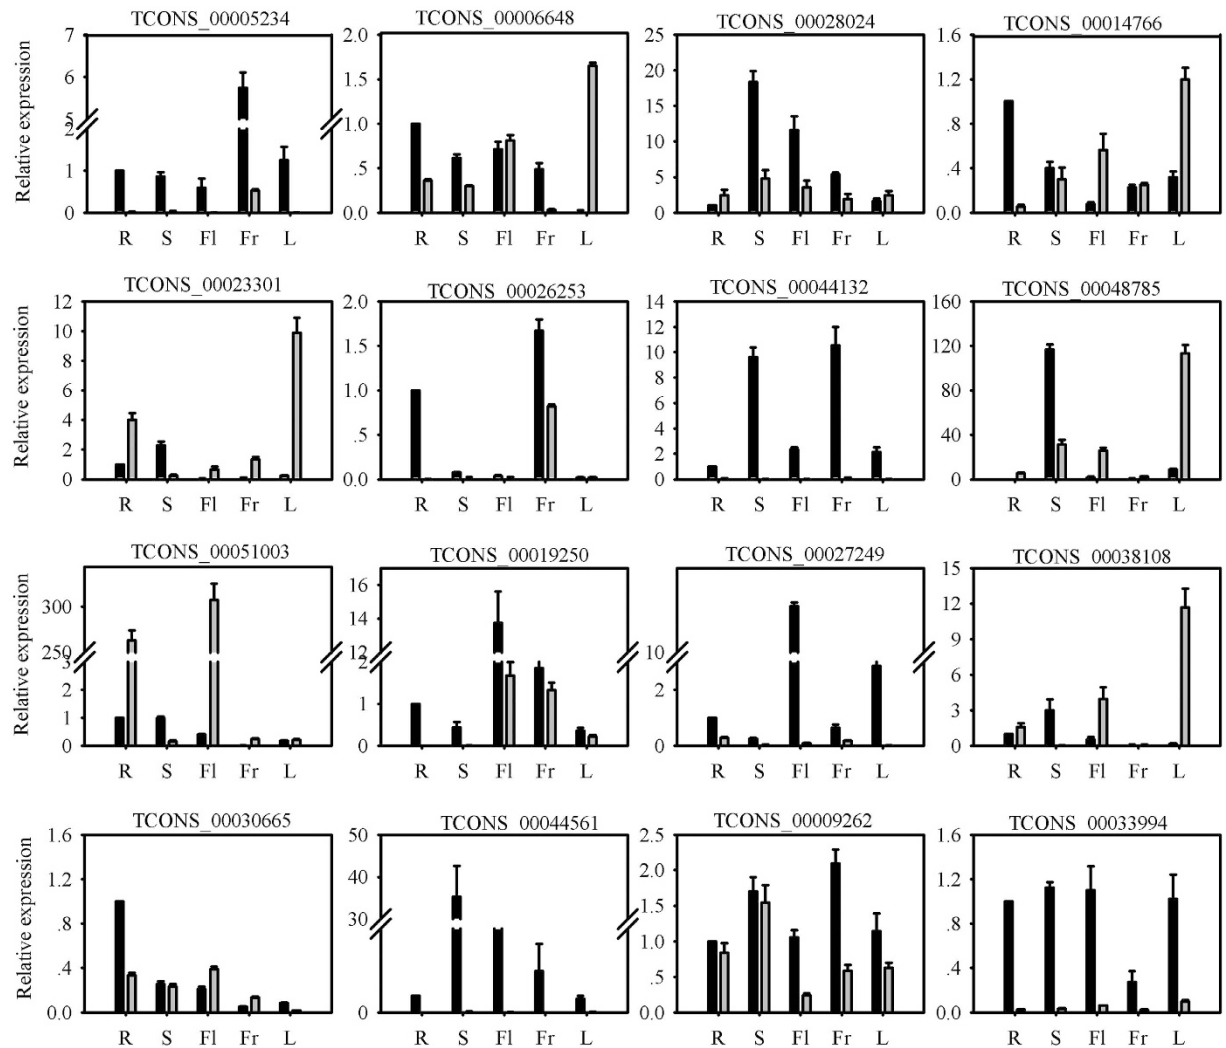 TCONS_00005234 TCONS_00006648 TCONS_00028024 TCONS_00014766
Relative expression
7 6 5 2 1 0
2.0 1.5 1.0 .5 0.0
25 20 15 10 5 0
1.6 1.2 .8 .4 0.0
R S Fl Fr L R S Fl Fr L R S Fl Fr L R S Fl Fr L
TCONS_00023301 TCONS_00026253 TCONS_00044132 TCONS_00048785
Relative expression
12 10 8 6 4 2 0
2.0 1.5 1.0 .5 0.0
14 12 10 8 6 4 2 0
160 120 80 40 0
R S Fl Fr L R S Fl Fr L R S Fl Fr L R S Fl Fr L
TCONS_00051003 TCONS_00019250 TCONS_00027249 TCONS_00038108
Relative expression
300 250 3 2 1 0
16 14 12 2 1 0
10 2 0
15 12 9 6 3 0
R S Fl Fr L R S Fl Fr L R S Fl Fr L R S Fl Fr L
TCONS_00030665 TCONS_00044561 TCONS_00009262 TCONS_00033994
Relative expression
1.6 1.2 .8 .4 0.0
50 40 30 0
2.5 2.0 1.5 1.0 .5 0.0
1.6 1.2 .8 .4 0.0
R S Fl Fr L R S Fl Fr L R S Fl Fr L R S Fl Fr L